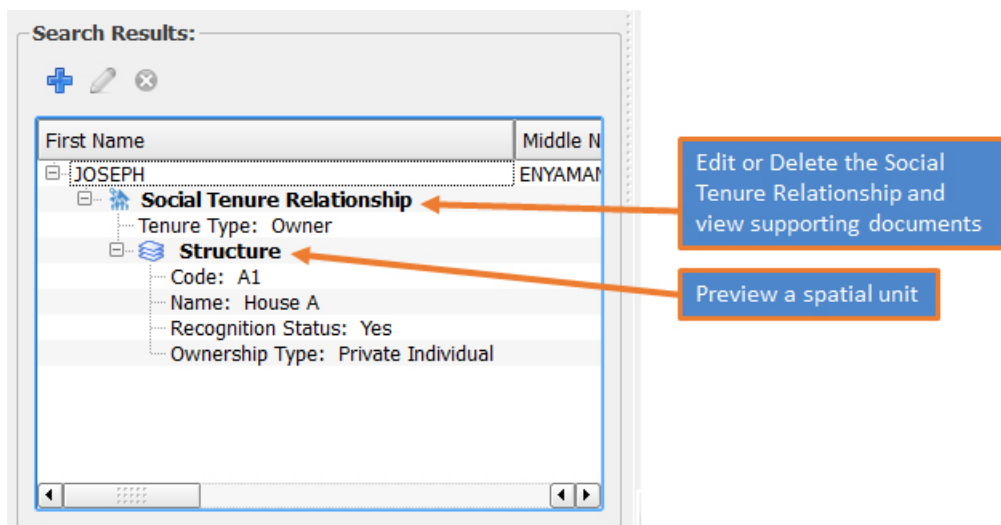 Search Results:
First Name Middle N
JOSEPH ENYAMAN
Social Tenure Relationship
Tenure Type: Owner
Structure
Code: A1
Name: House A
Recognition Status: Yes
Ownership Type: Private Individual
Edit or Delete the Social
Tenure Relationship and
view supporting documents
Preview a spatial unit